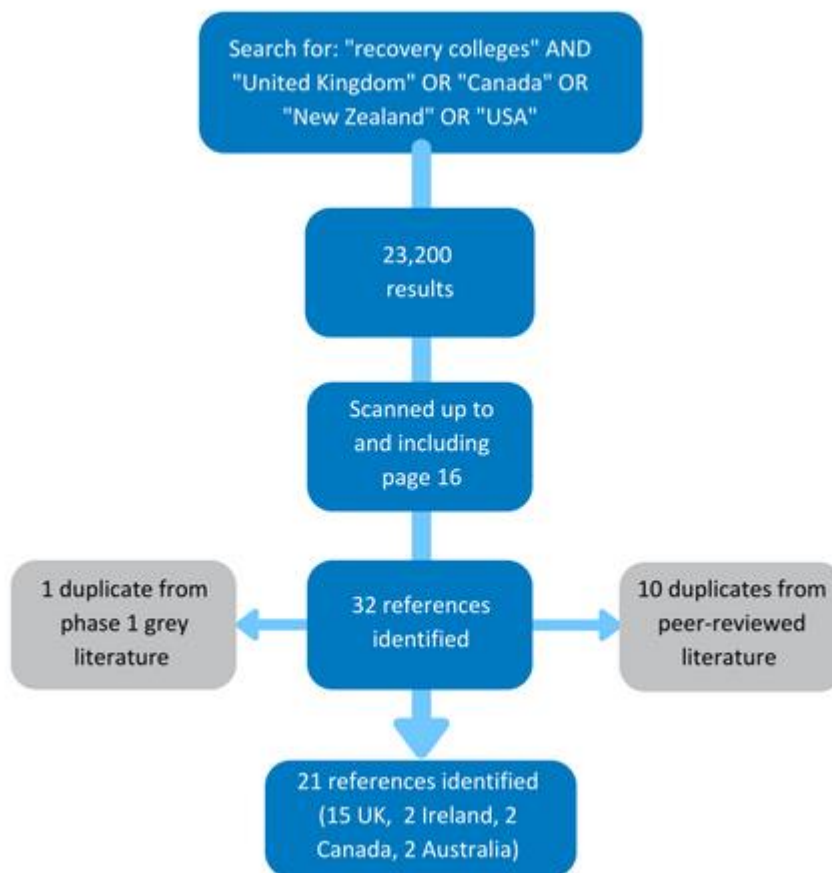 Search for: "recovery colleges" AND
"United Kingdom" OR "Canada" OR
"New Zealand" OR "USA"
23,200
results
Scanned up to
and including
page 16
1 duplicate from
phase 1 grey
literature
32 references
identified
10 duplicates from
peer-reviewed
literature
21 references identified
(15 UK, 2 Ireland, 2
Canada, 2 Australia)